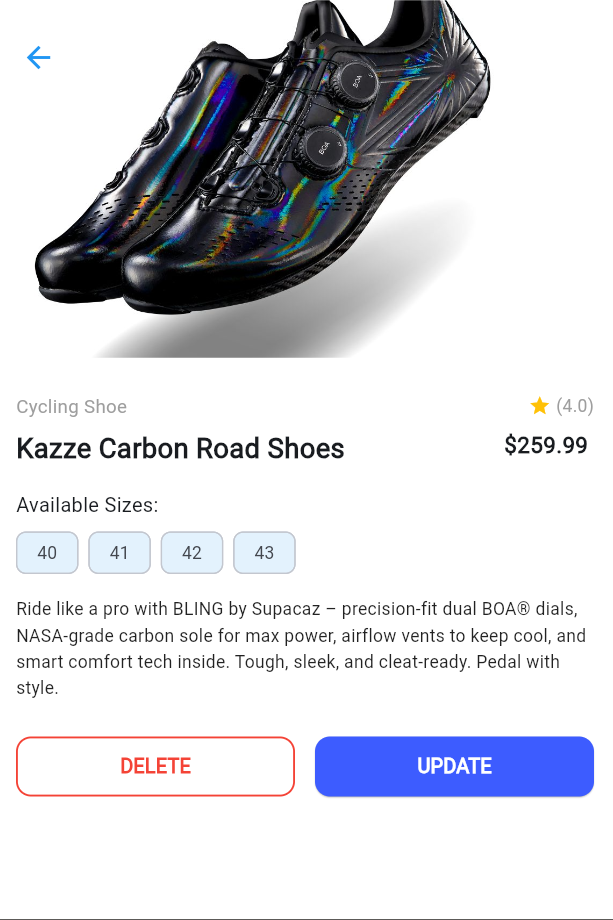 BOA
BOA
Cycling Shoe
(4.0)
Kazze Carbon Road Shoes
$259.99
Available Sizes:
40 41 42 43
Ride like a pro with BLING by Supacaz – precision-fit dual BOA® dials,
NASA-grade carbon sole for max power, airflow vents to keep cool, and
smart comfort tech inside. Tough, sleek, and cleat-ready. Pedal with
style.
DELETE
UPDATE